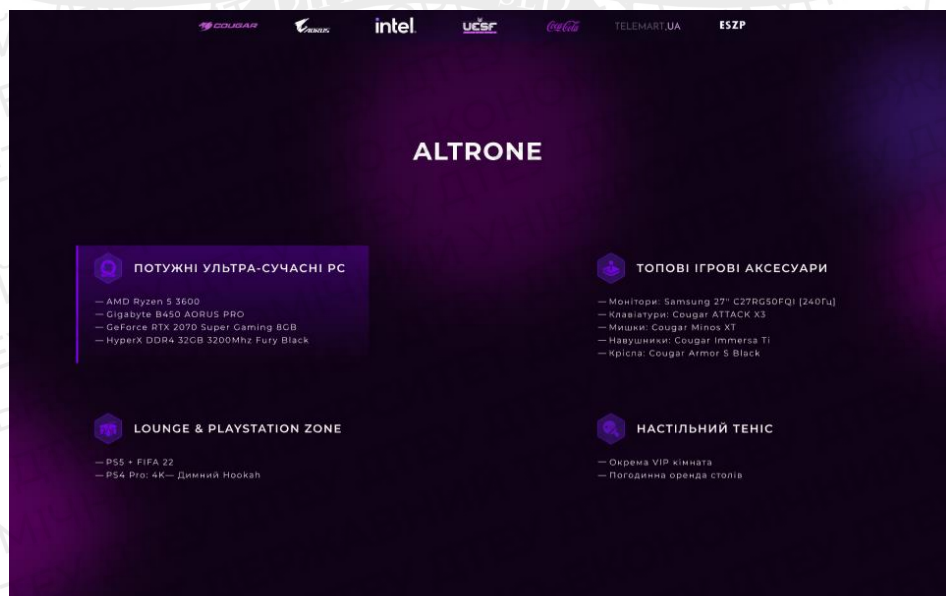 COUGAR
AORUS
intel.
UESF
Coca-Cola
TELEMART.UA
ESZP
ALTRONE
ПОТУЖНІ УЛЬТРА-СУЧАСНІ PC
— AMD Ryzen 5 3600
— Gigabyte B450 AORUS PRO
— GeForce RTX 2070 Super Gaming 8GB
— HyperX DDR4 32GB 3200Mhz Fury Black
ТОПОВІ ІГРОВІ АКСЕСУАРИ
— Монітори: Samsung 27" C27RG50FQI [240Гц]
— Клавіатури: Cougar ATTACK X3
— Мишки: Cougar Minos XT
— Навушники: Cougar Immersa Ti
— Крісла: Cougar Armor S Black
LOUNGE & PLAYSTATION ZONE
— PS5 + FIFA 22
— PS4 Pro: 4K— Димний Hookah
НАСТІЛЬНИЙ ТЕНІС
— Окрема VIP кімната
— Погодинна оренда столів